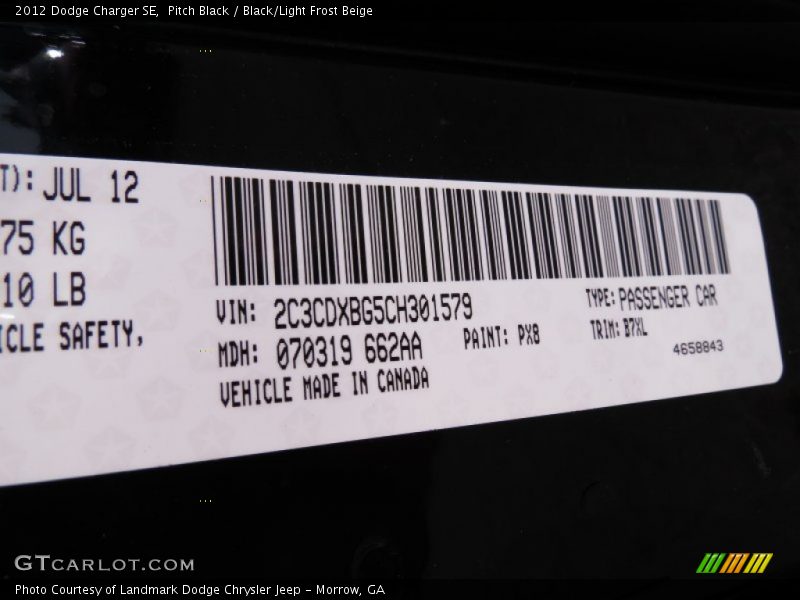 2012 Dodge Charger SE, Pitch Black / Black/Light Frost Beige
T): JUL 12
75 KG
10 LB
ICLE SAFETY,
VIN: 2C3CDXBG5CH301579
MDH: 070319 662AA
VEHICLE MADE IN CANADA
PAINT: PX8
TYPE: PASSENGER CAR
TRIM: B7XL
4658843
GTCARLOT.COM
Photo Courtesy of Landmark Dodge Chrysler Jeep - Morrow, GA